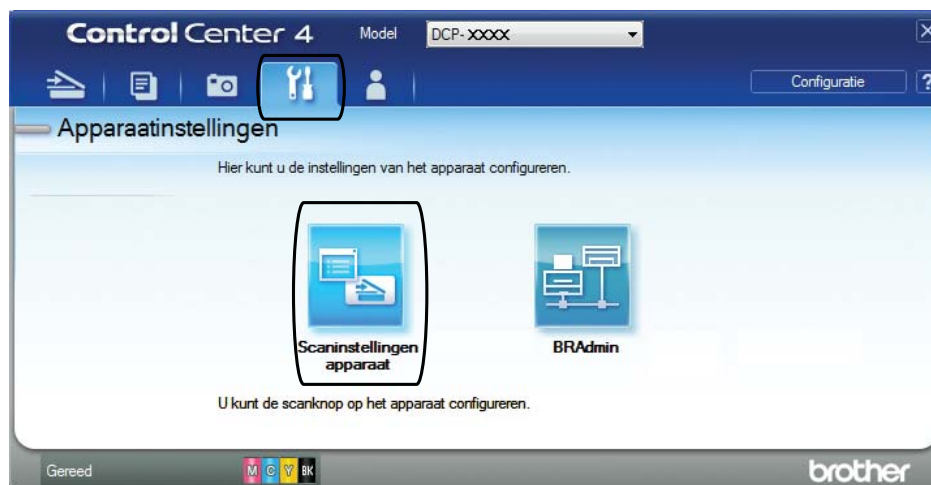 Control Center 4
Model
DCP-XXXX
X
Configuratie
?
Apparaatinstellingen
Hier kunt u de instellingen van het apparaat configureren.
Scaninstellingen
apparaat
BRAdmin
U kunt de scanknop op het apparaat configureren.
Gereed
M C Y BK
brother